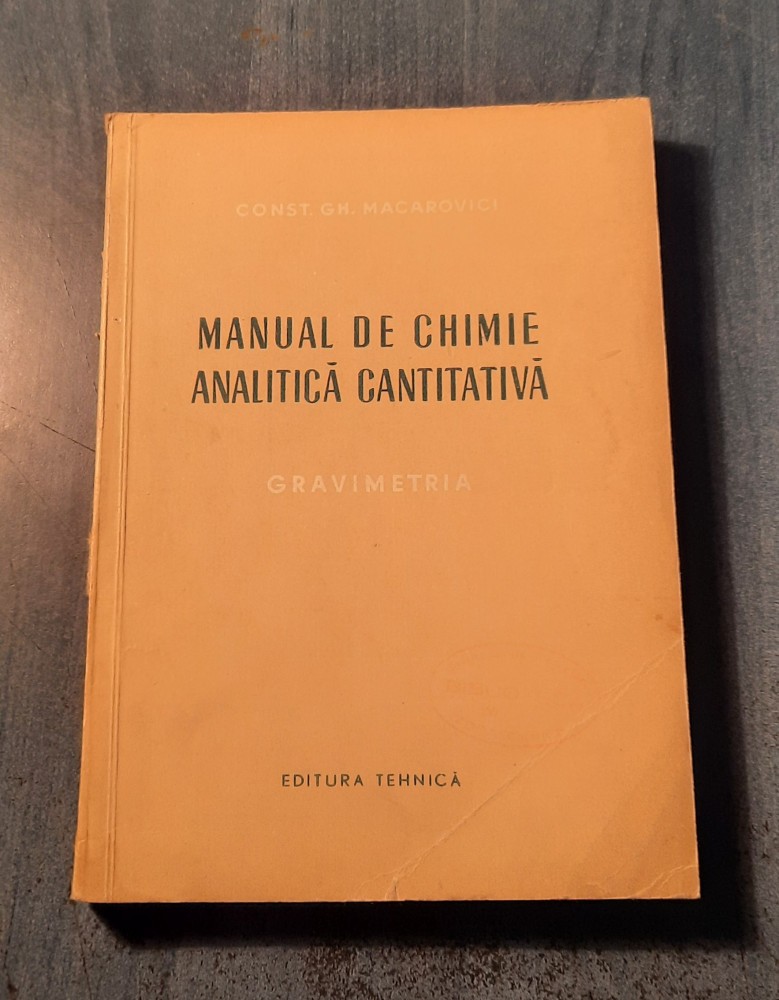 CONST. GH. MACAROVICI
MANUAL DE CHIMIE
ANALITICĂ CANTITATIVĂ
GRAVIMETRIA
EDITURA TEHNICĂ